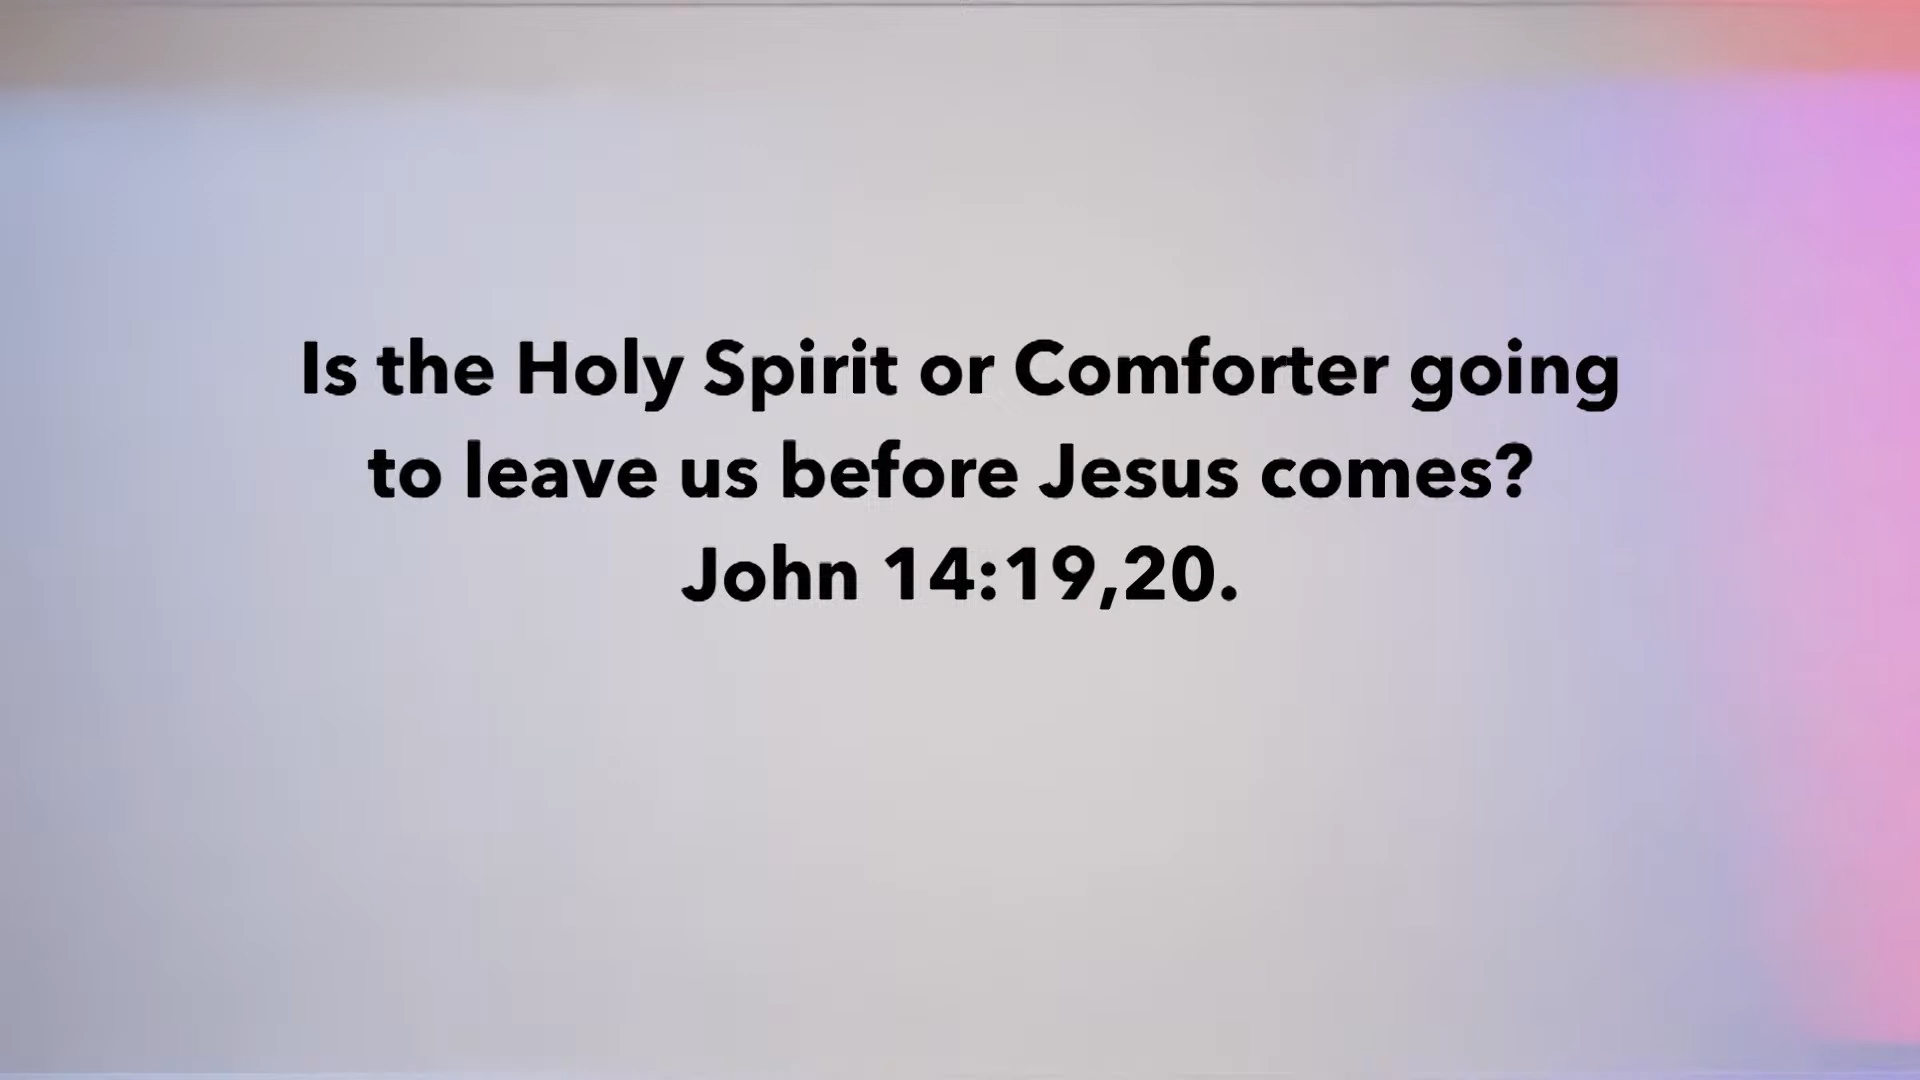 Is the Holy Spirit or Comforter going
to leave us before Jesus comes?
John 14:19,20.